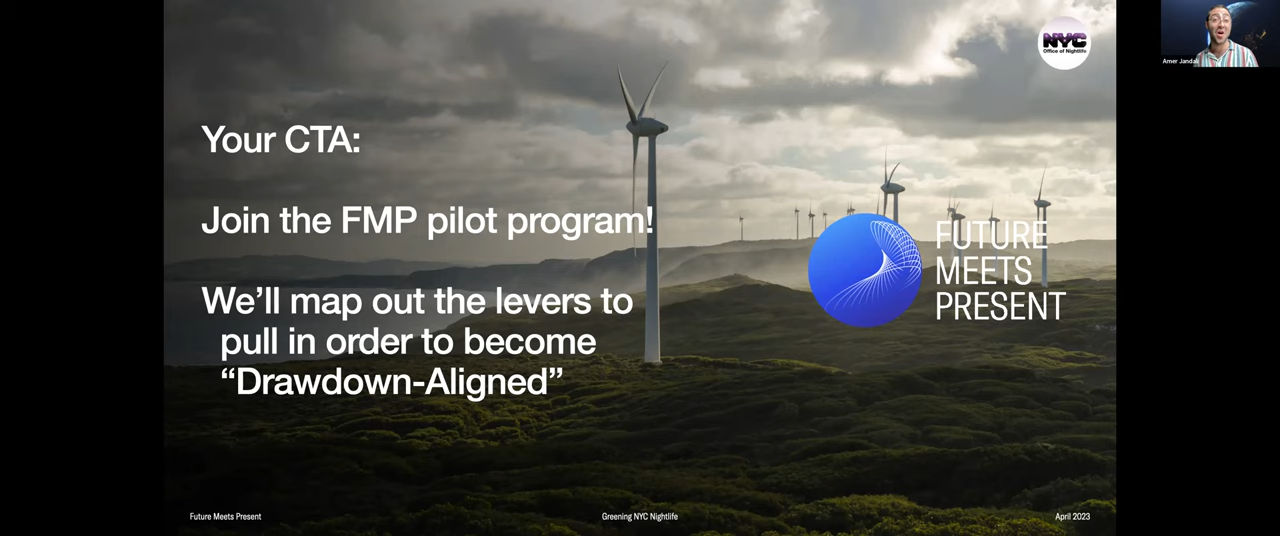 NYC
Office of Nightlife
Amer Jandali
Your CTA:
Join the FMP pilot program!
We’ll map out the levers to
pull in order to become
“Drawdown-Aligned”
FUTURE
MEETS
PRESENT
Future Meets Present
Greening NYC Nightlife
April 2023